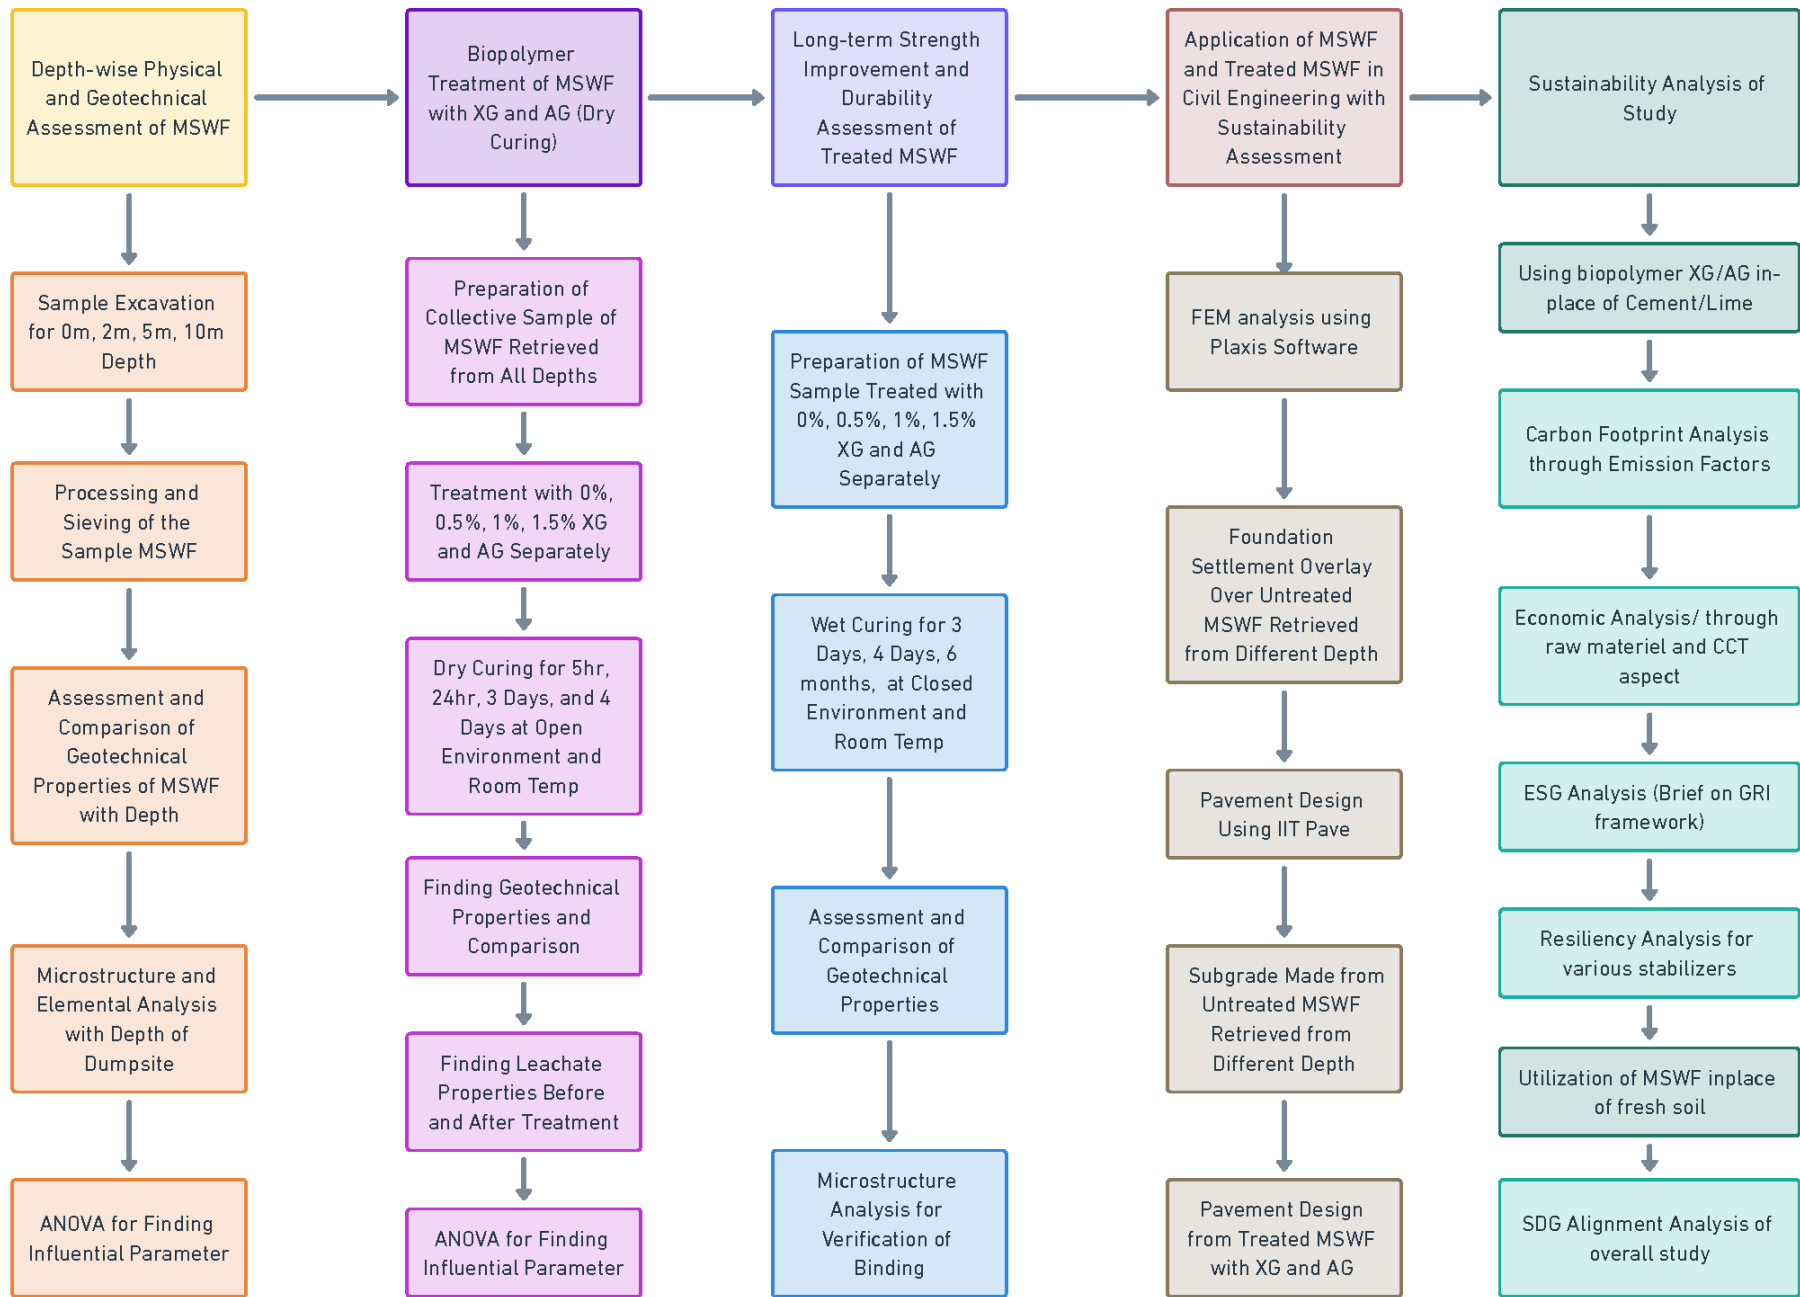 Depth-wise Physical
and Geotechnical
Assessment of MSWF
Sample Excavation
for 0m, 2m, 5m, 10m
Depth
Processing and
Sieving of the
Sample MSWF
Assessment and
Comparison of
Geotechnical
Properties of MSWF
with Depth
Microstructure and
Elemental Analysis
with Depth of
Dumpsite
ANOVA for Finding
Influential Parameter
Biopolymer
Treatment of MSWF
with XG and AG (Dry
Curing)
Preparation of
Collective Sample of
MSWF Retrieved
from All Depths
Treatment with 0%,
0.5%, 1%, 1.5% XG
and AG Separately
Dry Curing for 5hr,
24hr, 3 Days, and 4
Days at Open
Environment and
Room Temp
Finding Geotechnical
Properties and
Comparison
Finding Leachate
Properties Before
and After Treatment
ANOVA for Finding
Influential Parameter
Long-term Strength
Improvement and
Durability
Assessment of
Treated MSWF
Preparation of MSWF
Sample Treated with
0%, 0.5%, 1%, 1.5%
XG and AG
Separately
Wet Curing for 3
Days, 4 Days, 6
months, at Closed
Environment and
Room Temp
Assessment and
Comparison of
Geotechnical
Properties
Microstructure
Analysis for
Verification of
Binding
Application of MSWF
and Treated MSWF in
Civil Engineering with
Sustainability
Assessment
FEM analysis using
Plaxis Software
Foundation
Settlement Overlay
Over Untreated
MSWF Retrieved
from Different Depth
Pavement Design
Using IIT Pave
Subgrade Made from
Untreated MSWF
Retrieved from
Different Depth
Pavement Design
from Treated MSWF
with XG and AG
Sustainability Analysis of
Study
Using biopolymer XG/AG in-
place of Cement/Lime
Carbon Footprint Analysis
through Emission Factors
Economic Analysis/ through
raw materiel and CCT
aspect
ESG Analysis (Brief on GRI
framework)
Resiliency Analysis for
various stabilizers
Utilization of MSWF inplace
of fresh soil
SDG Alignment Analysis of
overall study